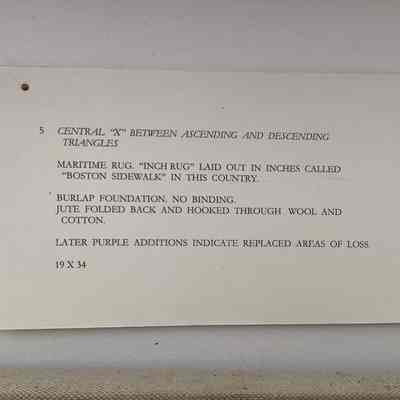 5 CENTRAL "X" BETWEEN ASCENDING AND DESCENDING
TRIANGLES
MARITIME RUG. "INCH RUG" LAID OUT IN INCHES CALLED
"BOSTON SIDEWALK" IN THIS COUNTRY.
BURLAP FOUNDATION. NO BINDING.
JUTE FOLDED BACK AND HOOKED THROUGH. WOOL AND
COTTON.
LATER PURPLE ADDITIONS INDICATE REPLACED AREAS OF LOSS.
19 X 34